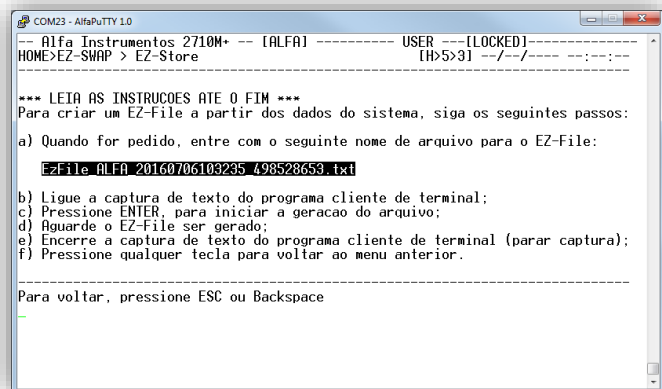 COM23 - AlfaPuTTY 1.0
-- Alfa Instrumentos 2710M+ -- [ALFA] ---------- USER ---[LOCKED]--------------
HOME>EZ-SWAP > EZ-Store [H>5>3] --/--/---- --:--:--
--------------------------------------------------------------------------------
*** LEIA AS INSTRUCOES ATE O FIM ***
Para criar um EZ-File a partir dos dados do sistema, siga os seguintes passos:
a) Quando for pedido, entre com o seguinte nome de arquivo para o EZ-File:
EzFile_ALFA_20160706103235_498528653.txt
b) Ligue a captura de texto do programa cliente de terminal;
c) Pressione ENTER, para iniciar a geracao do arquivo;
d) Aguarde o EZ-File ser gerado;
e) Encerre a captura de texto do programa cliente de terminal (parar captura);
f) Pressione qualquer tecla para voltar ao menu anterior.
--------------------------------------------------------------------------------
Para voltar, pressione ESC ou Backspace